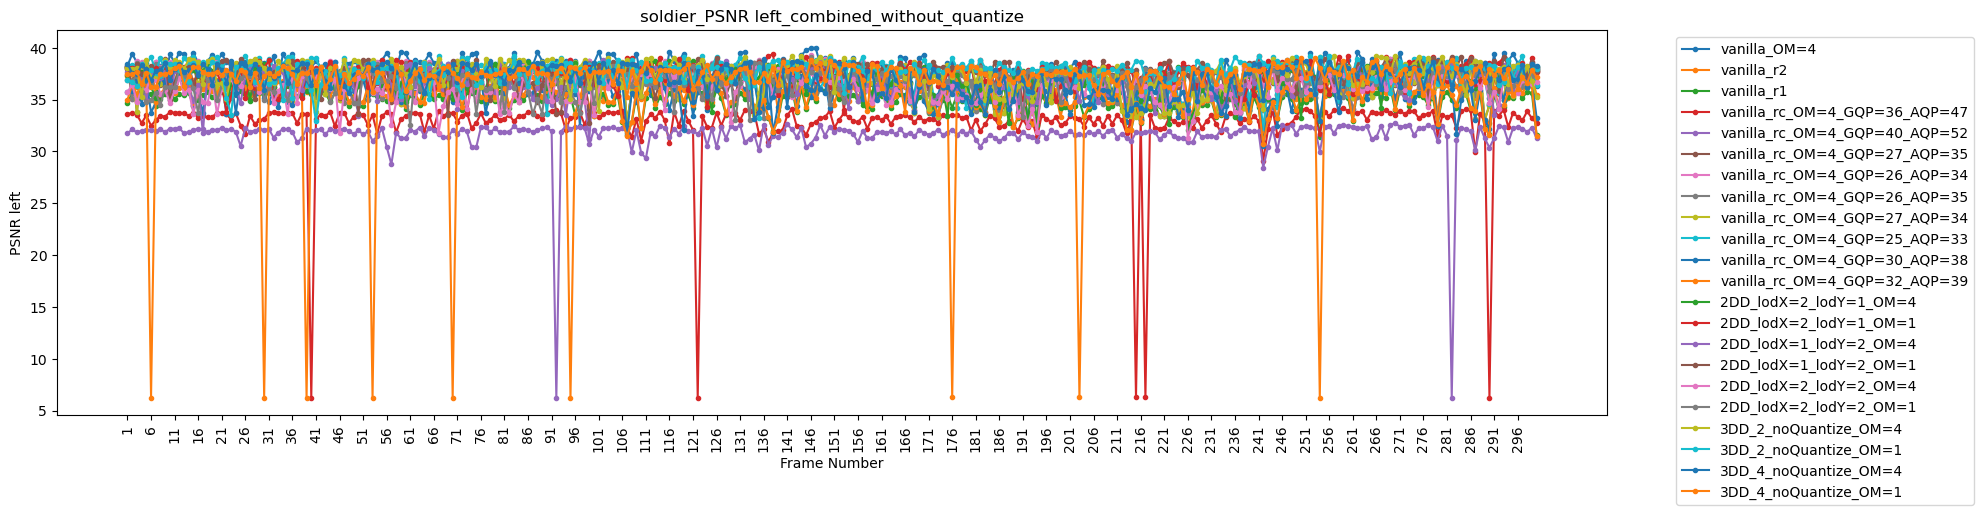 soldier_PSNR left_combined_without_quantize
40
35
30
25
20
15
10
5
PSNR left
1
6
11
16
21
26
31
36
41
46
51
56
61
66
71
76
81
86
91
96
101
106
111
116
121
126
131
136
141
146
151
156
161
166
171
176
181
186
191
196
201
206
211
216
221
226
231
236
241
246
251
256
261
266
271
276
281
286
291
296
Frame Number
vanilla_OM=4
vanilla_r2
vanilla_r1
vanilla_rc_OM=4_GQP=36_AQP=47
vanilla_rc_OM=4_GQP=40_AQP=52
vanilla_rc_OM=4_GQP=27_AQP=35
vanilla_rc_OM=4_GQP=26_AQP=34
vanilla_rc_OM=4_GQP=26_AQP=35
vanilla_rc_OM=4_GQP=27_AQP=34
vanilla_rc_OM=4_GQP=25_AQP=33
vanilla_rc_OM=4_GQP=30_AQP=38
vanilla_rc_OM=4_GQP=32_AQP=39
2DD_lodX=2_lodY=1_OM=4
2DD_lodX=2_lodY=1_OM=1
2DD_lodX=1_lodY=2_OM=4
2DD_lodX=1_lodY=2_OM=1
2DD_lodX=2_lodY=2_OM=4
2DD_lodX=2_lodY=2_OM=1
3DD_2_noQuantize_OM=4
3DD_2_noQuantize_OM=1
3DD_4_noQuantize_OM=4
3DD_4_noQuantize_OM=1